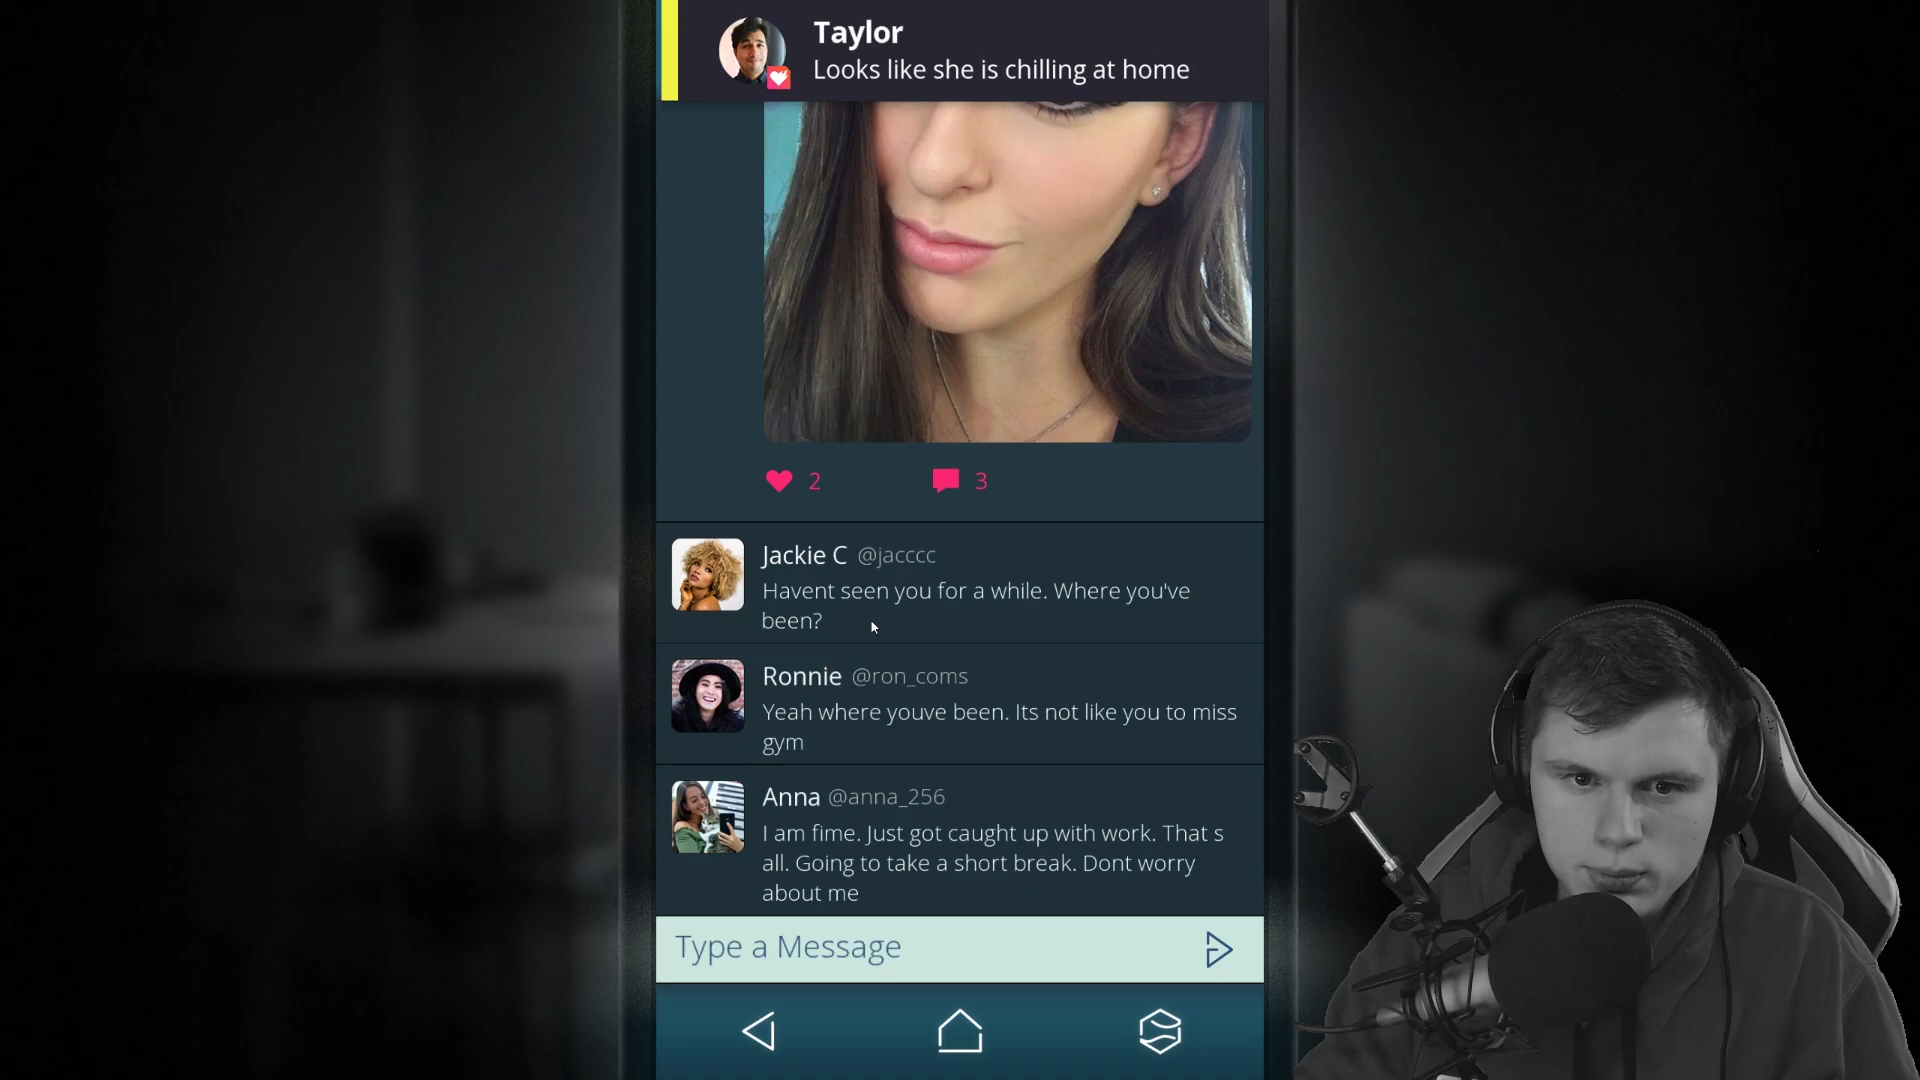 Taylor
Looks like she is chilling at home
2
3
Jackie C @jacccc
Havent seen you for a while. Where you've
been?
Ronnie @ron_coms
Yeah where youve been. Its not like you to miss
gym
Anna @anna_256
I am fime. Just got caught up with work. That s
all. Going to take a short break. Dont worry
about me
Type a Message